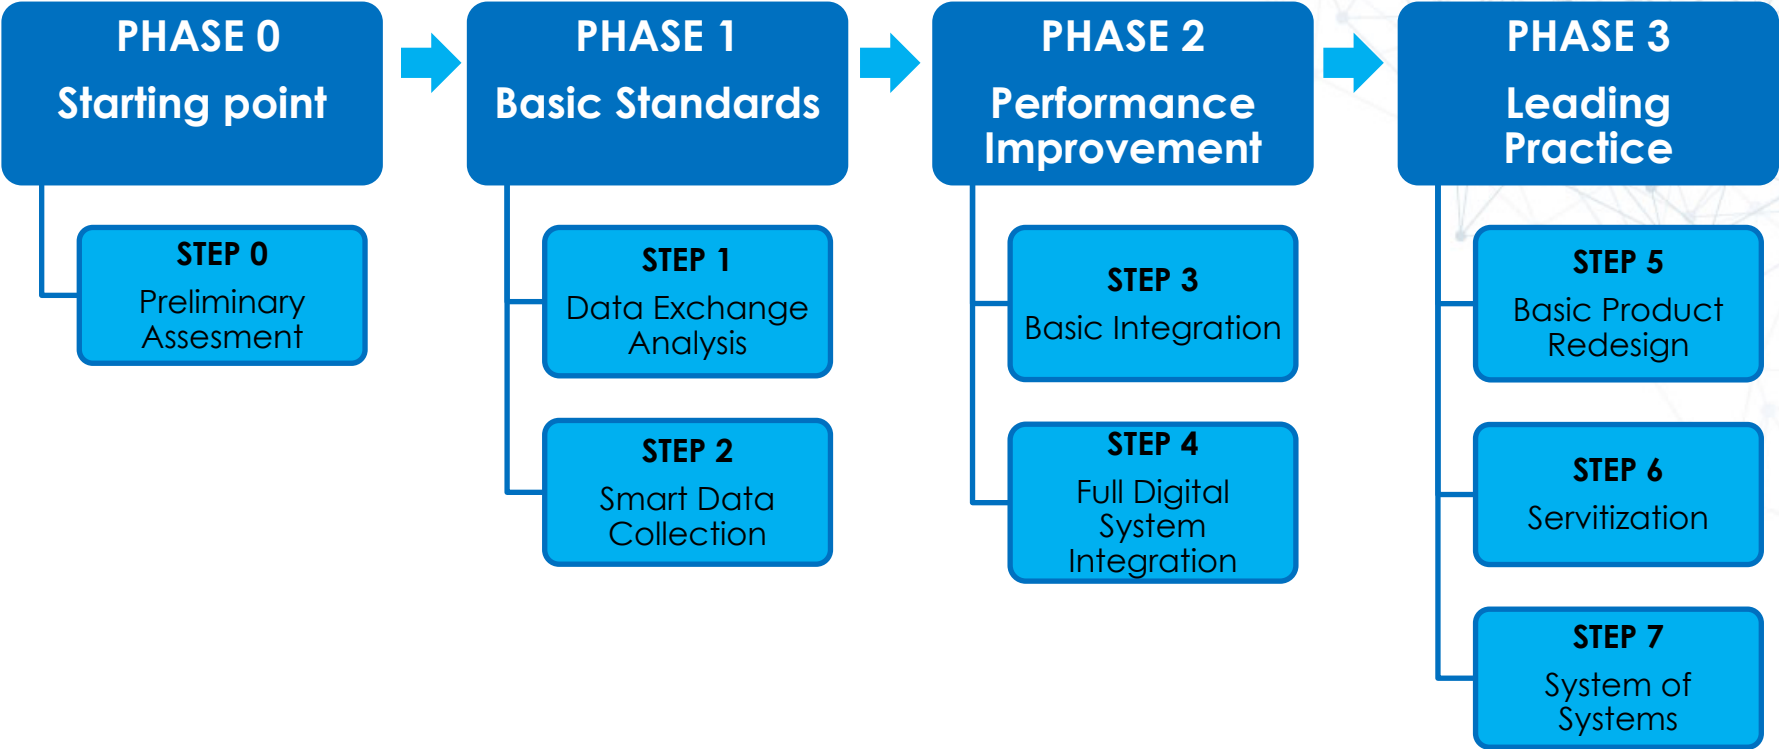 PHASE 0
Starting point
STEP 0
Preliminary
Assesment
PHASE 1
Basic Standards
STEP 1
Data Exchange
Analysis
STEP 2
Smart Data
Collection
PHASE 2
Performance
Improvement
STEP 3
Basic Integration
STEP 4
Full Digital
System
Integration
PHASE 3
Leading
Practice
STEP 5
Basic Product
Redesign
STEP 6
Servitization
STEP 7
System of
Systems